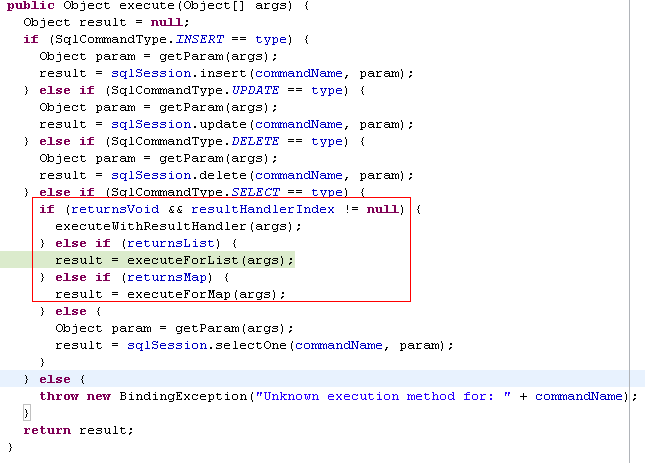 public Object execute(Object[] args) {
  Object result = null;
  if (SqlCommandType.INSERT == type) {
    Object param = getParam(args);
    result = sqlSession.insert(commandName, param);
  } else if (SqlCommandType.UPDATE == type) {
    Object param = getParam(args);
    result = sqlSession.update(commandName, param);
  } else if (SqlCommandType.DELETE == type) {
    Object param = getParam(args);
    result = sqlSession.delete(commandName, param);
  } else if (SqlCommandType.SELECT == type) {
    if (returnsVoid && resultHandlerIndex != null) {
      executeWithResultHandler(args);
    } else if (returnsList) {
      result = executeForList(args);
    } else if (returnsMap) {
      result = executeForMap(args);
    } else {
      Object param = getParam(args);
      result = sqlSession.selectOne(commandName, param);
    }
  } else {
    throw new BindingException("Unknown execution method for: " + commandName);
  }
  return result;
}